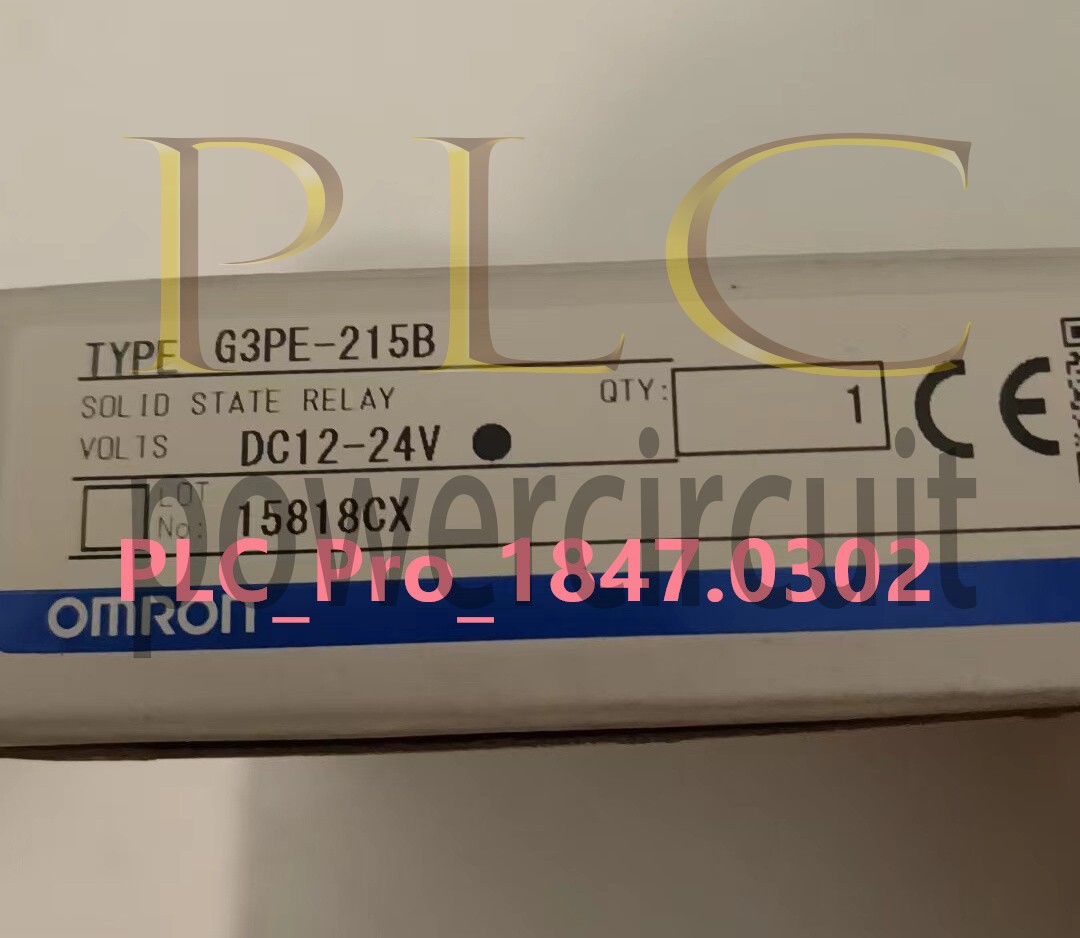 PLC
TYPE G3PE-215B
SOLID STATE RELAY QTY: 1 CE
VOLTS DC12-24V ●
LOT
No.: 15818CX
powercircuit
PLC_Pro_1847.0302
OMRON